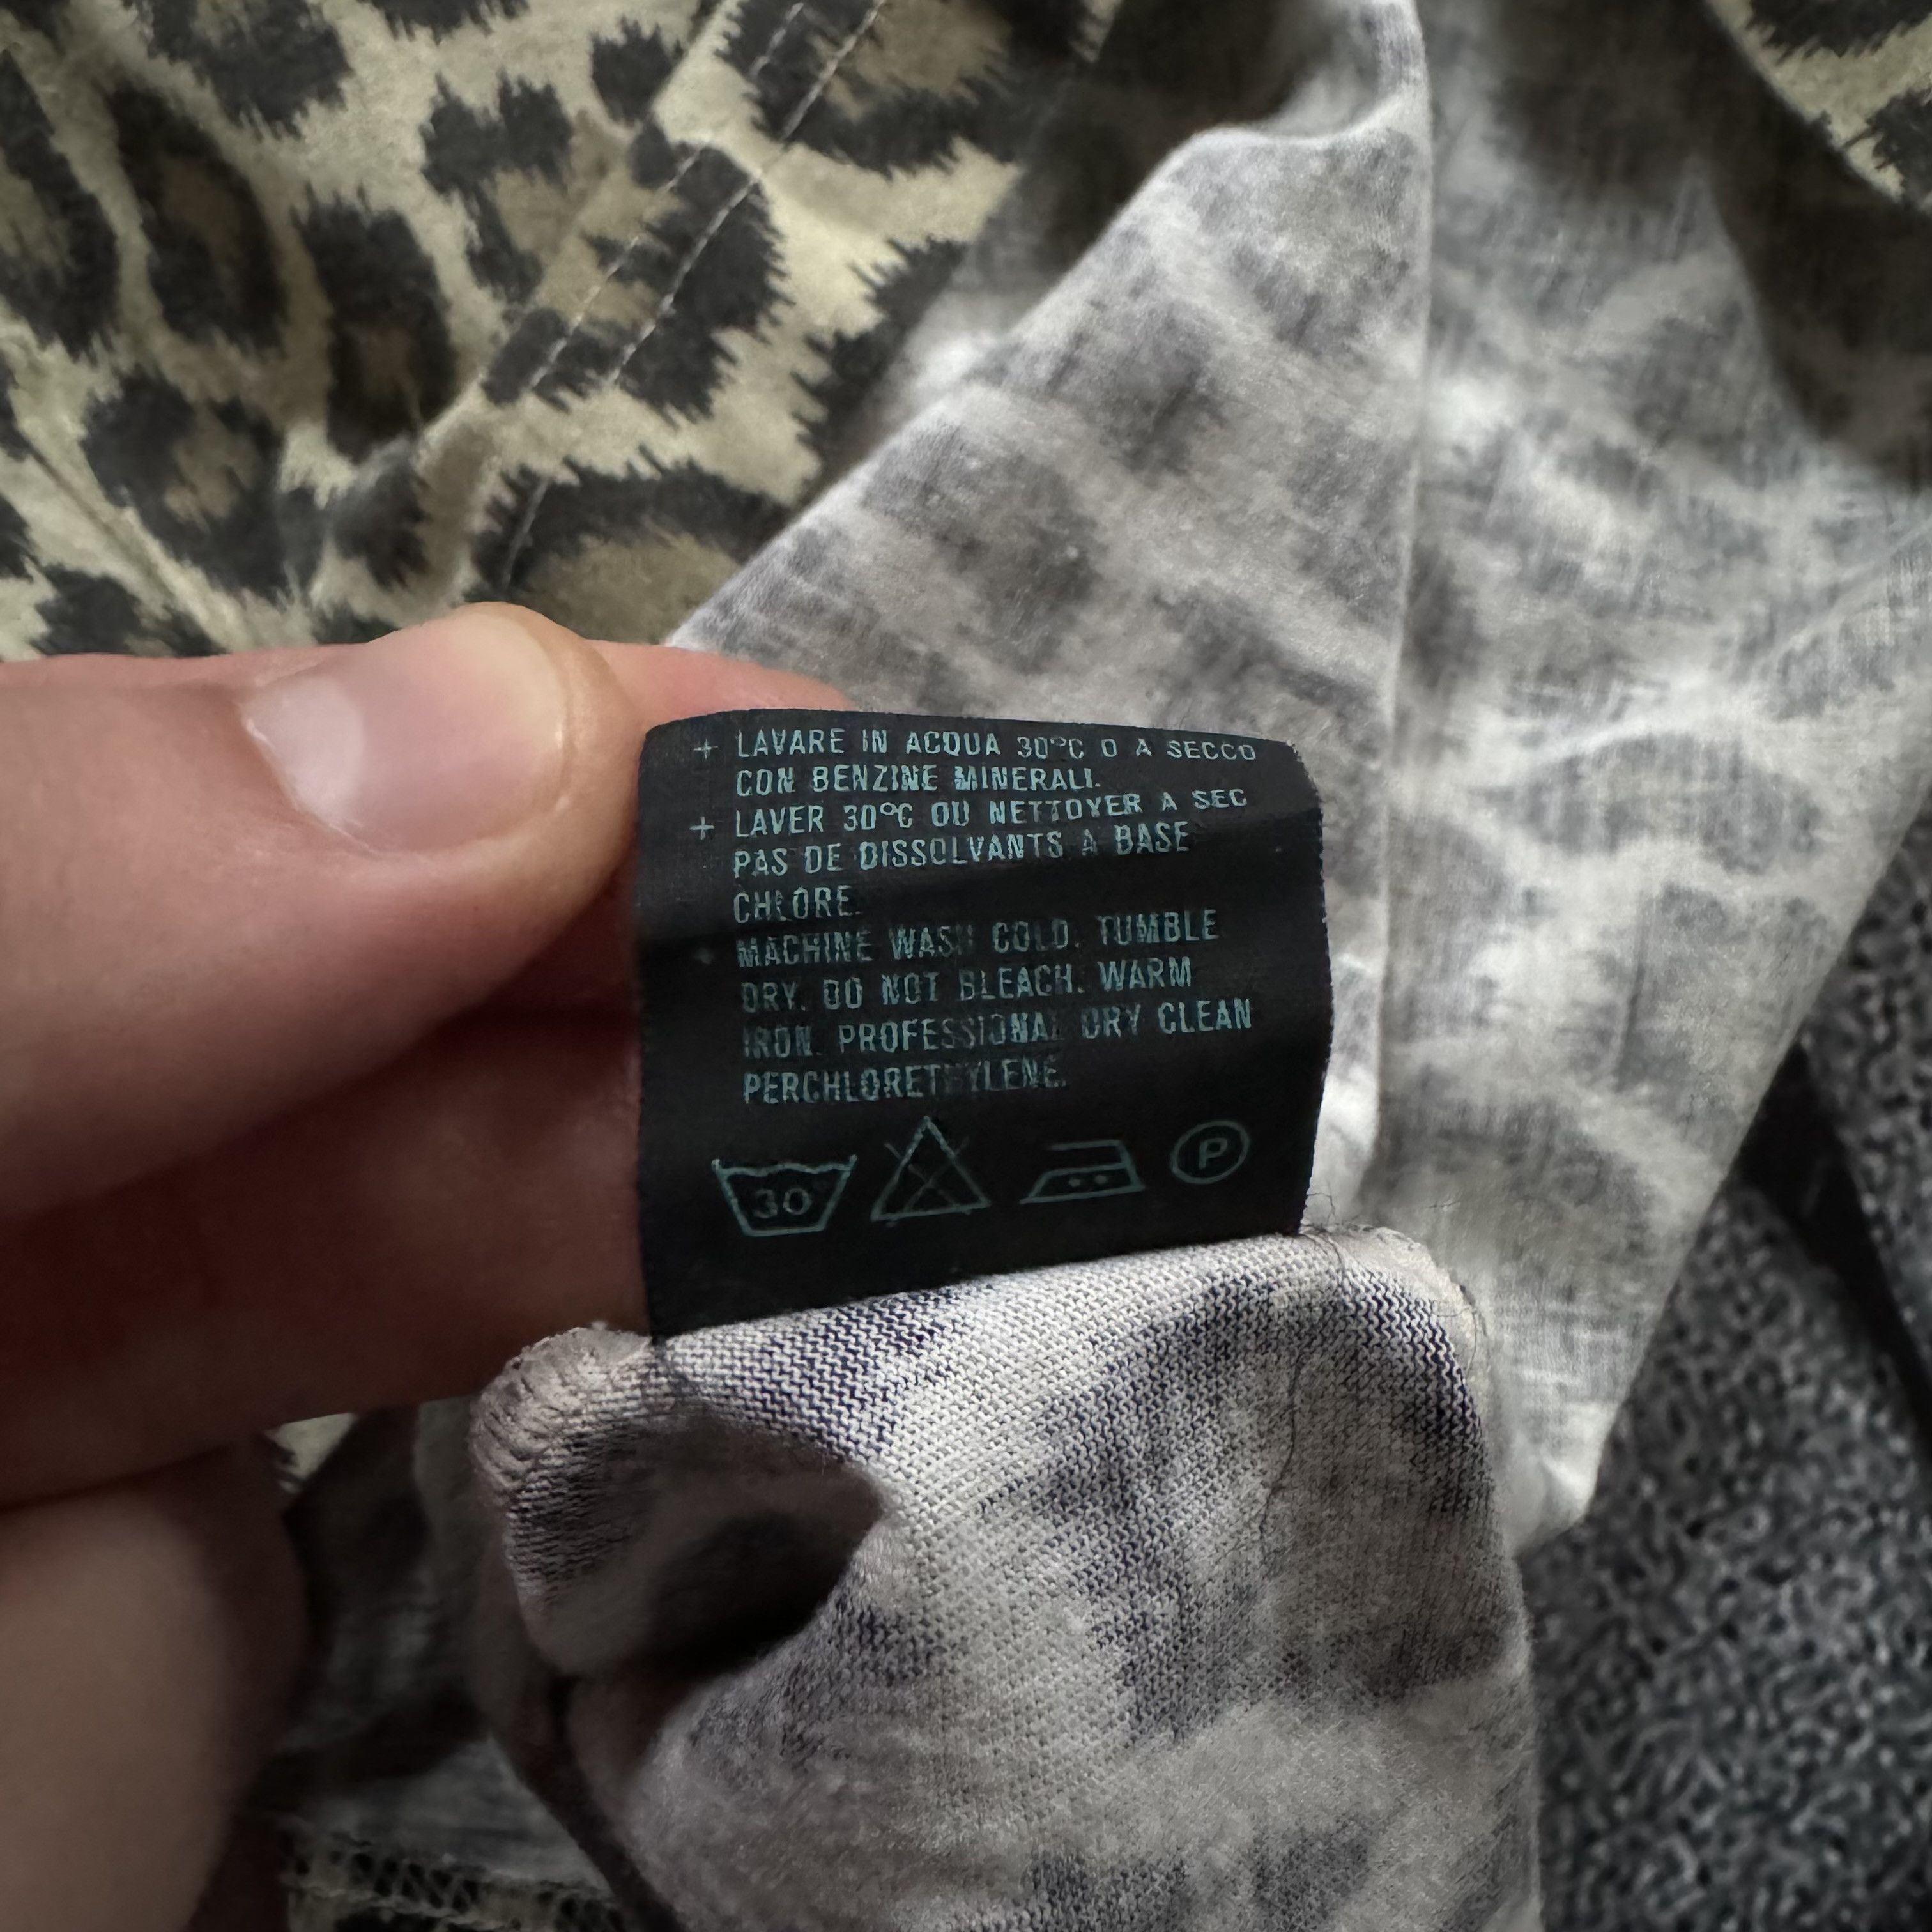 + LAVARE IN ACQUA 30°C O A SECCO
CON BENZINE MINERALI.
+ LAVER 30°C OU NETTOYER A SEC
PAS DE DISSOLVANTS A BASE
CHLORE.
+ MACHINE WASH COLD. TUMBLE
DRY. DO NOT BLEACH. WARM
IRON. PROFESSIONAL DRY CLEAN
PERCHLORETHYLENE.
30° P